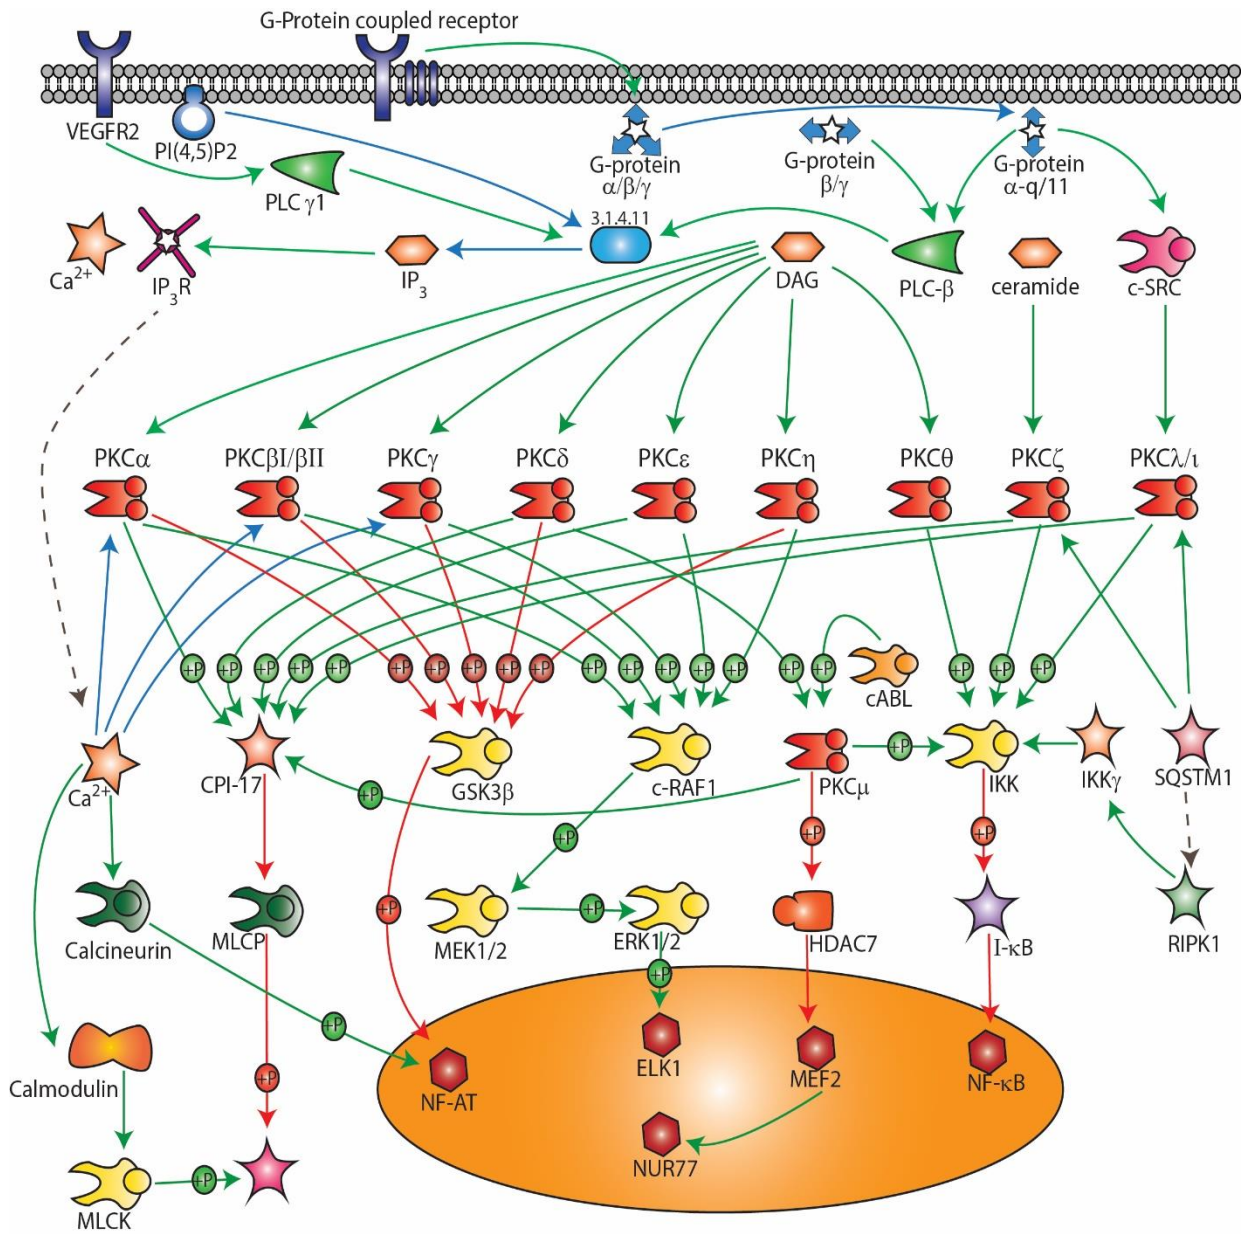 G-Protein coupled receptor
VEGFR2
PI(4,5)P2
G-protein
α/β/γ
G-protein
β/γ
G-protein
α-q/11
PLC γ1
3.1.4.11
Ca2+
IP3R
IP3
DAG
PLC-β
ceramide
c-SRC
PKCα
PKCβI/βII
PKCγ
PKCδ
PKCε
PKCη
PKCθ
PKCζ
PKCλ/ι
+P +P +P +P +P +P +P +P +P +P +P +P +P +P +P +P +P +P +P +P
cABL
Ca2+
CPI-17
GSK3β
c-RAF1
PKCμ
+P
IKK
IKKγ
SQSTM1
+P
+P
+P
+P
Calcineurin
MLCP
+P
MEK1/2
+P
ERK1/2
HDAC7
I-κB
RIPK1
+P
+P
Calmodulin
+P
NF-AT
ELK1
MEF2
NF-κB
NUR77
MLCK
+P